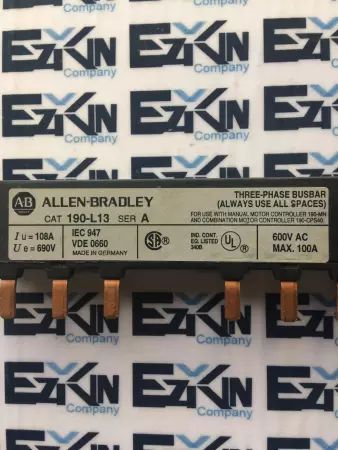 EZKIN
Company
AB ALLEN-BRADLEY
CAT 190-L13 SER A
THREE-PHASE BUSBAR
(ALWAYS USE ALL SPACES)
FOR USE WITH MANUAL MOTOR CONTROLLER 190-MN
AND COMBINATION MOTOR CONTROLLER 190-CPS40.
Iu = 108A
Ue = 690V
IEC 947
VDE 0660
MADE IN GERMANY
SA
IND. CONT.
EQ. LISTED
340B
UL
600V AC
MAX. 100A